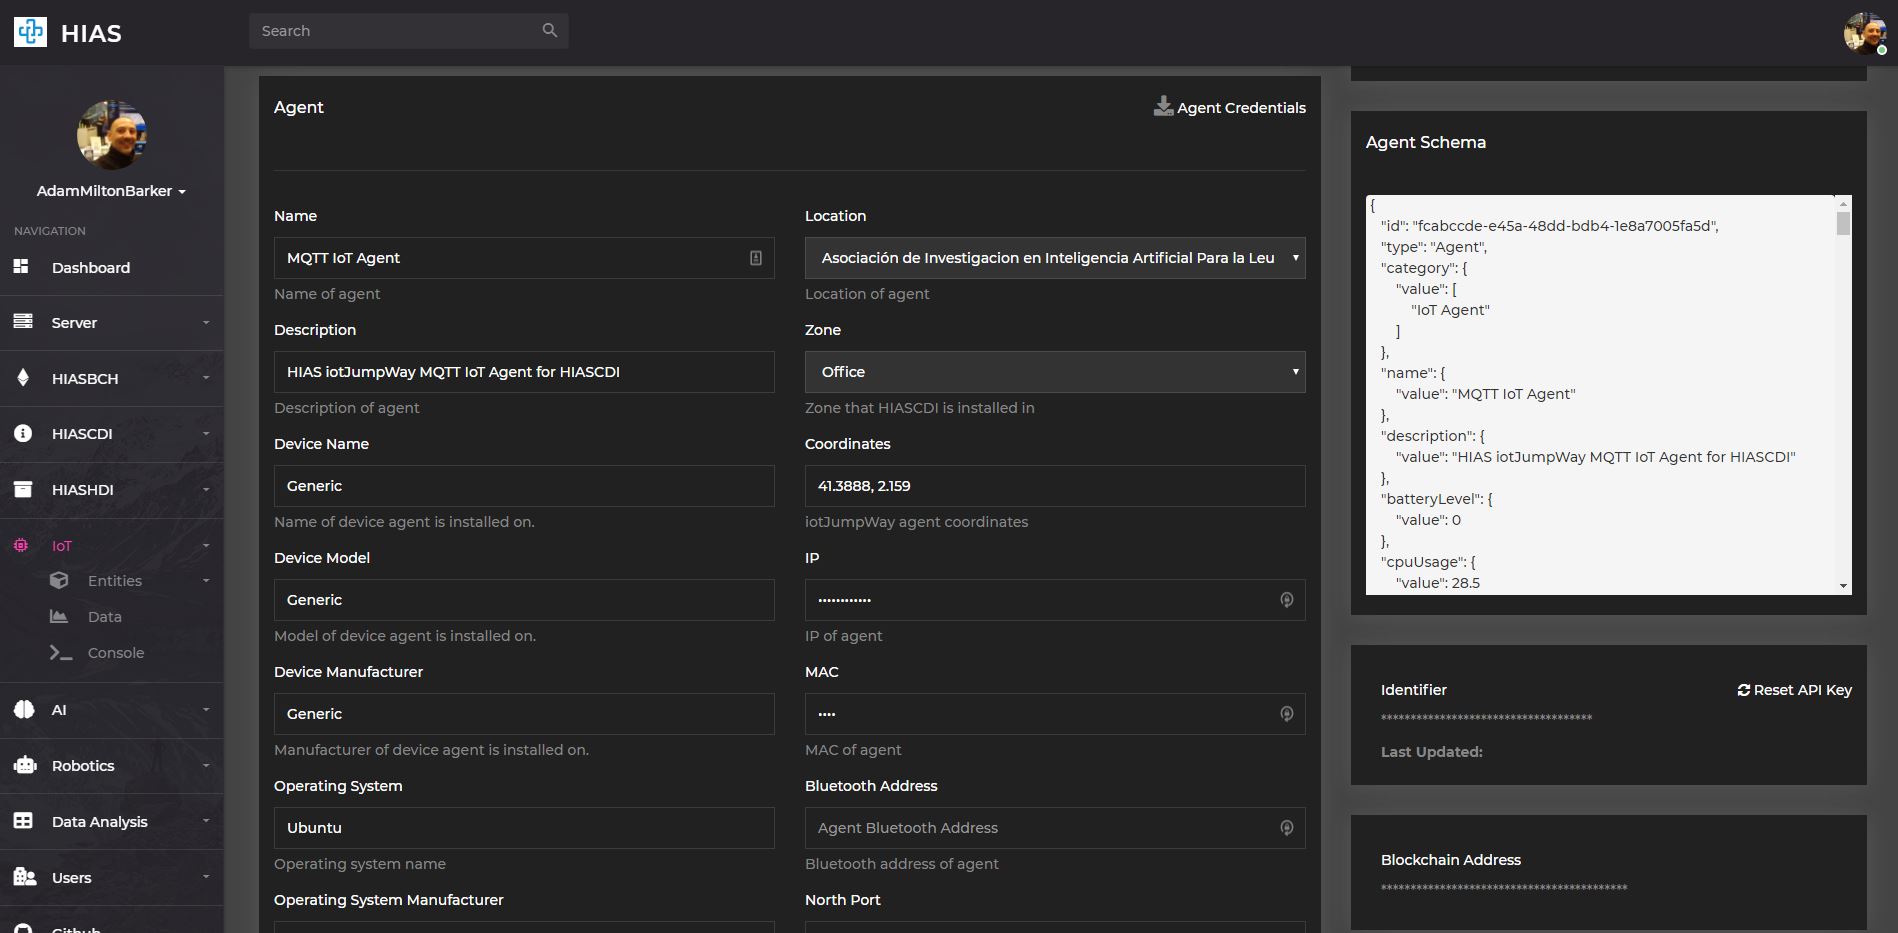 HIAS
Search
AdamMiltonBarker
NAVIGATION
Dashboard
Server
HIASBCH
HIASCDI
HIASHDI
IoT
Entities
Data
Console
AI
Robotics
Data Analysis
Users
Github
Agent
Agent Credentials
Name
MQTT IoT Agent
Name of agent
Description
HIAS iotJumpWay MQTT IoT Agent for HIASCDI
Description of agent
Device Name
Generic
Name of device agent is installed on.
Device Model
Generic
Model of device agent is installed on.
Device Manufacturer
Generic
Manufacturer of device agent is installed on.
Operating System
Ubuntu
Operating system name
Operating System Manufacturer
Location
Asociación de Investigacion en Inteligencia Artificial Para la Leu
Location of agent
Zone
Office
Zone that HIASCDI is installed in
Coordinates
41.3888, 2.159
iotJumpWay agent coordinates
IP
••••••••••••
IP of agent
MAC
••••
MAC of agent
Bluetooth Address
Agent Bluetooth Address
Bluetooth address of agent
North Port
Agent Schema
{
"id": "fcabccde-e45a-48dd-bdb4-1e8a7005fa5d",
"type": "Agent",
"category": {
"value": [
"IoT Agent"
]
},
"name": {
"value": "MQTT IoT Agent"
},
"description": {
"value": "HIAS iotJumpWay MQTT IoT Agent for HIASCDI"
},
"batteryLevel": {
"value": 0
},
"cpuUsage": {
"value": 28.5
Identifier
Reset API Key
************************************
Last Updated:
Blockchain Address
******************************************